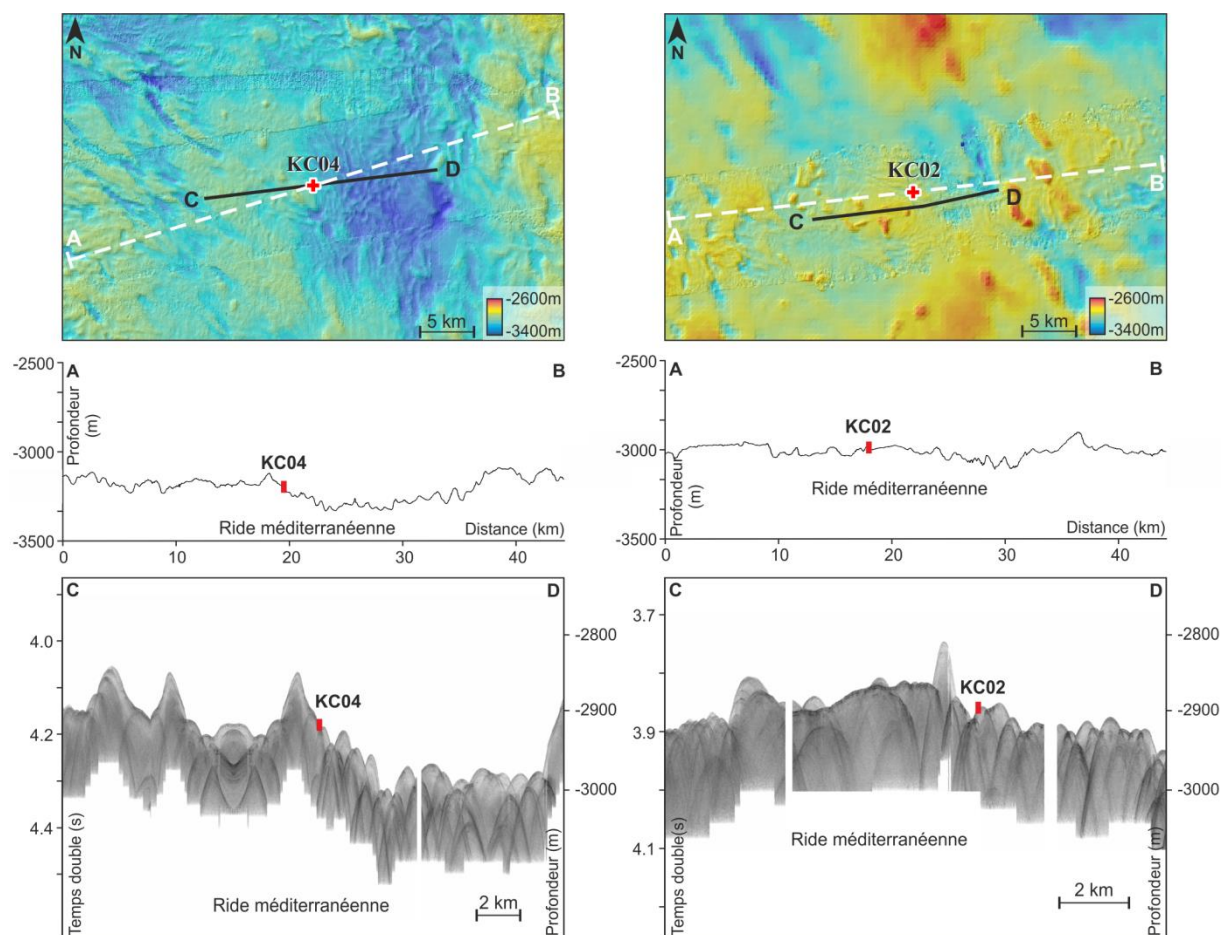 N
B
KC04
C
D
A
-2600m
-3400m
5 km
N
KC02
B
C
D
A
-2600m
-3400m
5 km
-2500
A
B
Profondeur
(m)
-3000
KC04
Ride méditerranéenne
Distance (km)
-3500
0
10
20
30
40
-2500
A
B
KC02
-3000
Profondeur
(m)
Ride méditerranéenne
Distance (km)
-3500
0
10
20
30
40
C
D
4.0
-2800
KC04
-2900
4.2
-3000
4.4
Temps double (s)
Profondeur (m)
Ride méditerranéenne
2 km
C
D
3.7
-2800
KC02
-2900
3.9
-3000
Ride méditerranéenne
4.1
Temps double(s)
Profondeur (m)
2 km